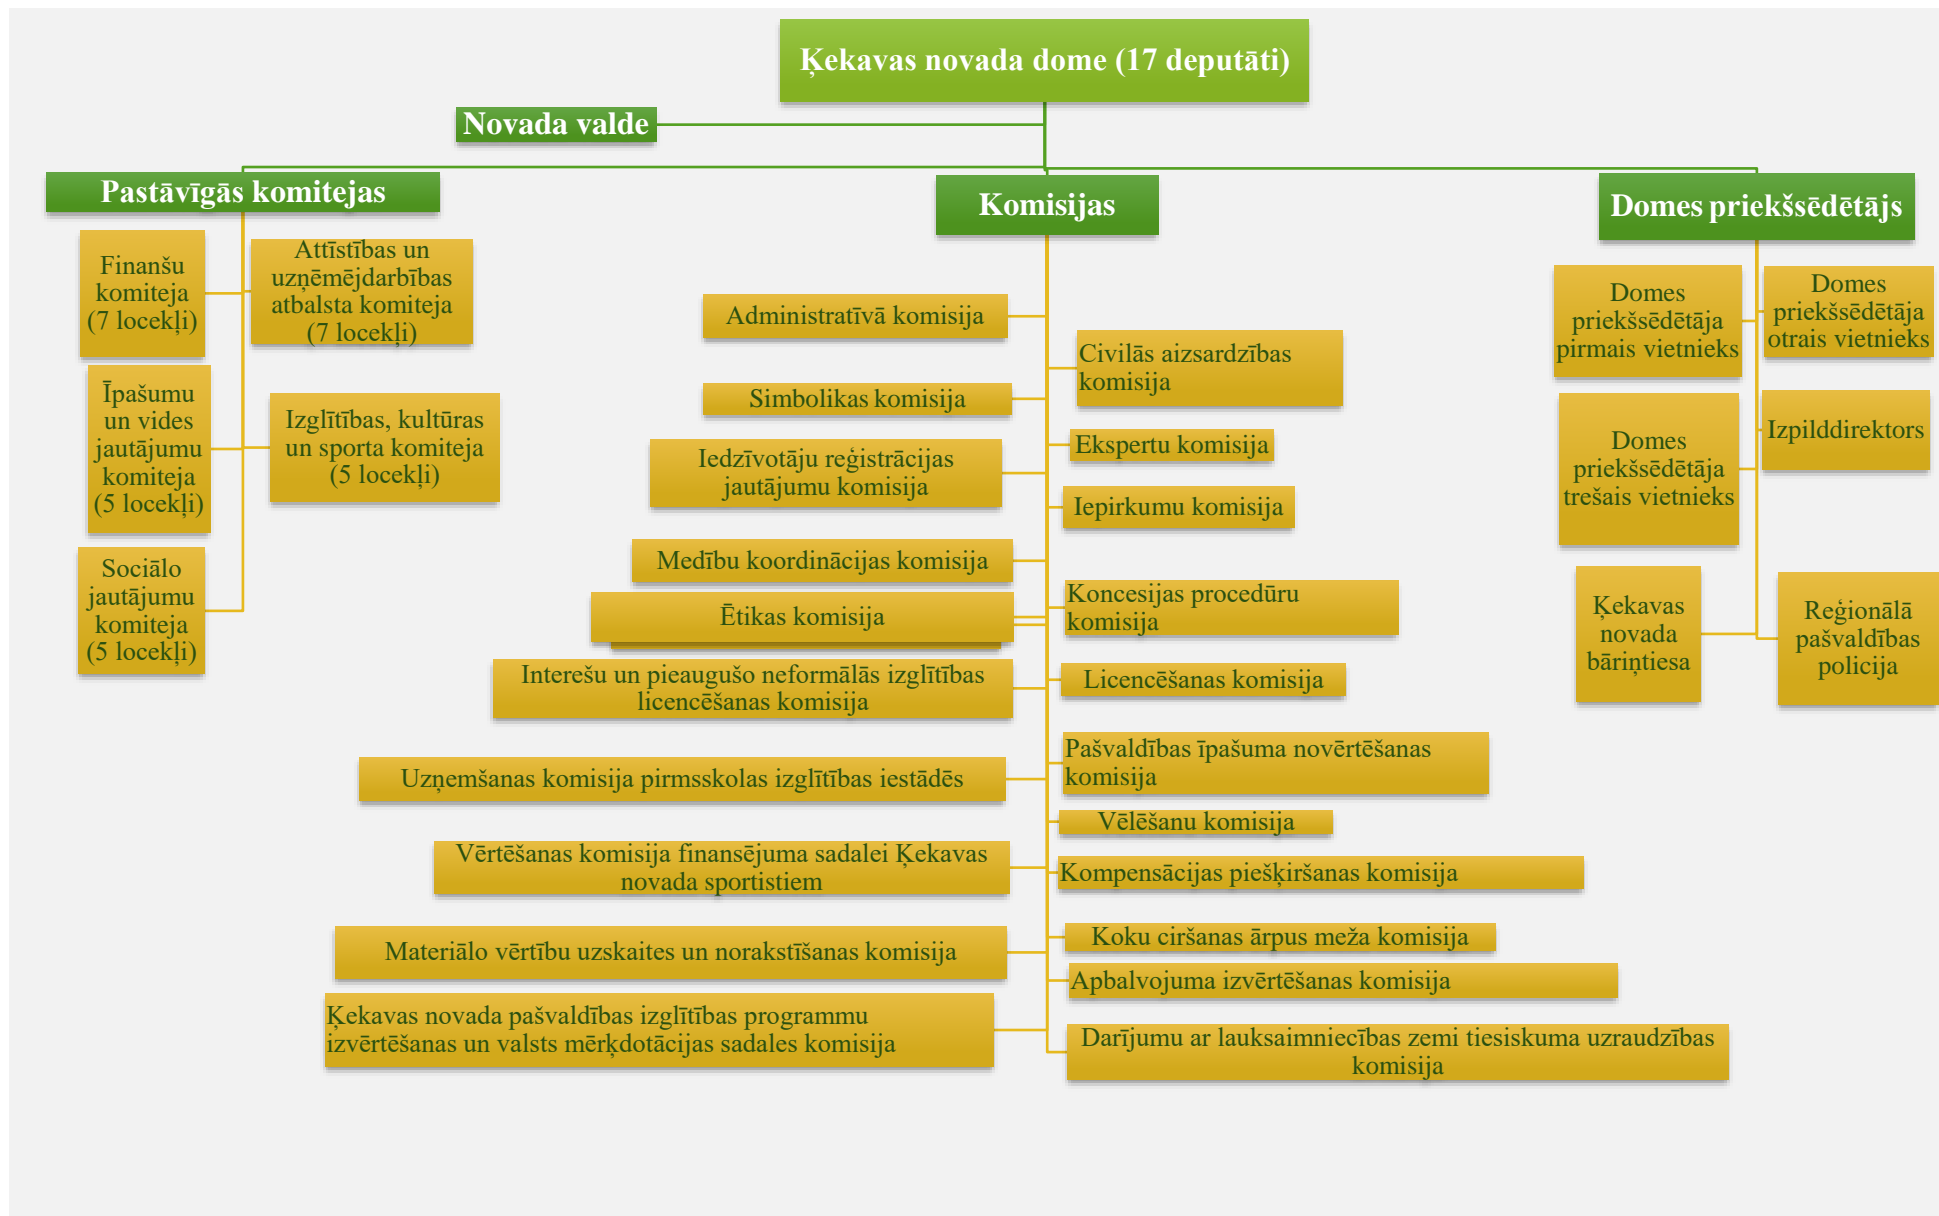 Ķekavas novada dome (17 deputāti)
Novada valde
Pastāvīgās komitejas
Finanšu
komiteja
(7 locekļi)
Attīstības un
uzņēmējdarbības
atbalsta komiteja
(7 locekļi)
Īpašumu
un vides
jautājumu
komiteja
(5 locekļi)
Izglītības, kultūras
un sporta komiteja
(5 locekļi)
Sociālo
jautājumu
komiteja
(5 locekļi)
Komisijas
Administratīvā komisija
Civilās aizsardzības
komisija
Simbolikas komisija
Ekspertu komisija
Iedzīvotāju reģistrācijas
jautājumu komisija
Iepirkumu komisija
Medību koordinācijas komisija
Koncesijas procedūru
komisija
Ētikas komisija
Licencēšanas komisija
Interešu un pieaugušo neformālās izglītības
licencēšanas komisija
Pašvaldības īpašuma novērtēšanas
komisija
Uzņemšanas komisija pirmsskolas izglītības iestādēs
Vēlēšanu komisija
Vērtēšanas komisija finansējuma sadalei Ķekavas
novada sportistiem
Kompensācijas piešķiršanas komisija
Materiālo vērtību uzskaites un norakstīšanas komisija
Koku ciršanas ārpus meža komisija
Apbalvojuma izvērtēšanas komisija
Ķekavas novada pašvaldības izglītības programmu
izvērtēšanas un valsts mērķdotācijas sadales komisija
Darījumu ar lauksaimniecības zemi tiesiskuma uzraudzības
komisija
Domes priekšsēdētājs
Domes
priekšsēdētāja
pirmais vietnieks
Domes
priekšsēdētāja
otrais vietnieks
Domes
priekšsēdētāja
trešais vietnieks
Izpilddirektors
Ķekavas
novada
bāriņtiesa
Reģionālā
pašvaldības
policija